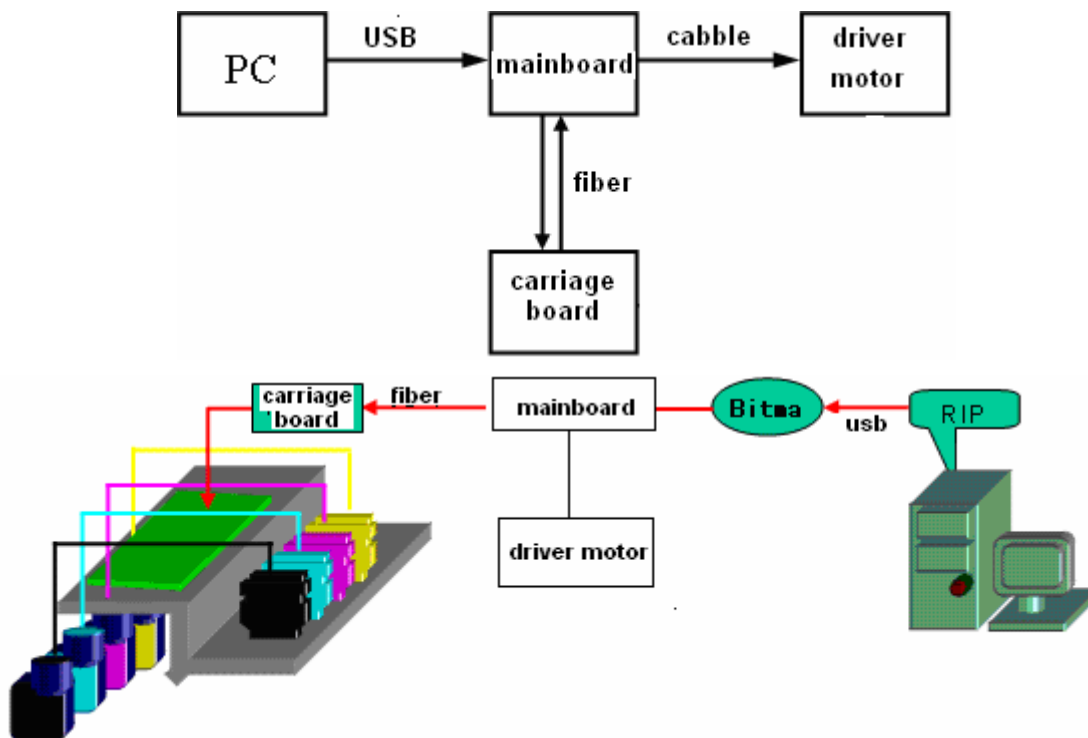 PC
USB
mainboard
cabble
driver
motor
fiber
carriage
board
carriage
board
fiber
mainboard
Bitma
usb
RIP
driver motor